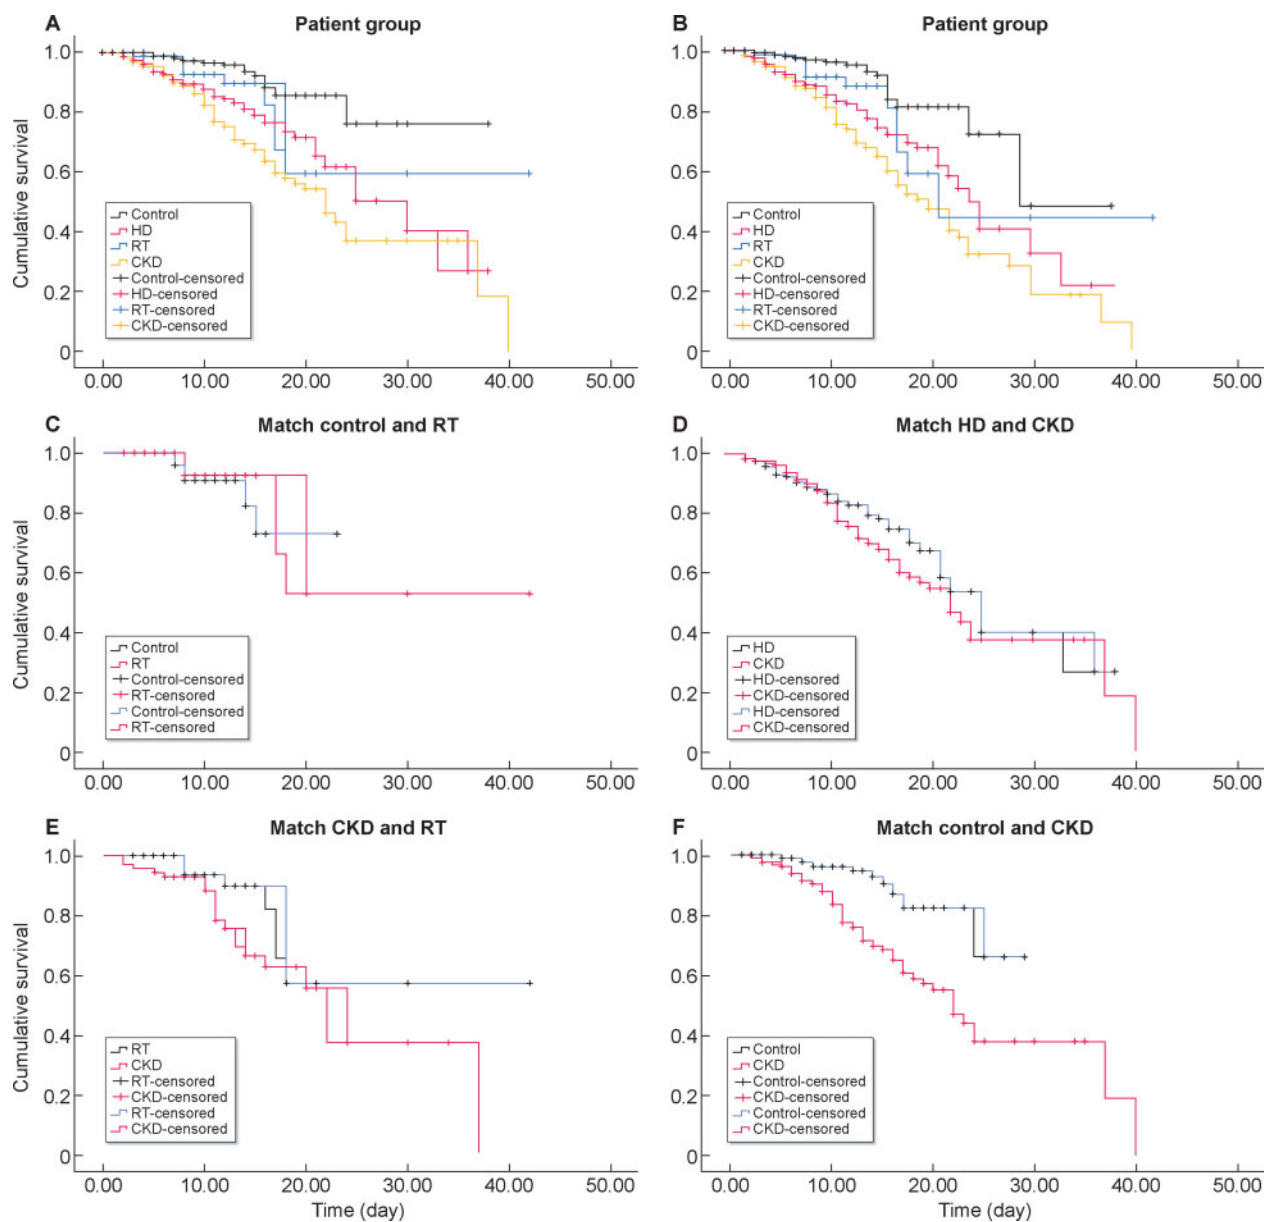 A Patient group
1.0
0.8
0.6
0.4
0.2
0
Cumulative survival
Control
HD
RT
CKD
Control-censored
HD-censored
RT-censored
CKD-censored
0.00 10.00 20.00 30.00 40.00 50.00
B Patient group
1.0
0.8
0.6
0.4
0.2
0
Cumulative survival
Control
HD
RT
CKD
Control-censored
HD-censored
RT-censored
CKD-censored
0.00 10.00 20.00 30.00 40.00 50.00
C Match control and RT
1.0
0.8
0.6
0.4
0.2
0
Cumulative survival
Control
RT
Control-censored
RT-censored
Control-censored
RT-censored
0.00 10.00 20.00 30.00 40.00 50.00
D Match HD and CKD
1.0
0.8
0.6
0.4
0.2
0
Cumulative survival
HD
CKD
HD-censored
CKD-censored
HD-censored
CKD-censored
0.00 10.00 20.00 30.00 40.00 50.00
E Match CKD and RT
1.0
0.8
0.6
0.4
0.2
0
Cumulative survival
RT
CKD
RT-censored
CKD-censored
RT-censored
CKD-censored
0.00 10.00 20.00 30.00 40.00 50.00
Time (day)
F Match control and CKD
1.0
0.8
0.6
0.4
0.2
0
Cumulative survival
Control
CKD
Control-censored
CKD-censored
Control-censored
CKD-censored
0.00 10.00 20.00 30.00 40.00 50.00
Time (day)